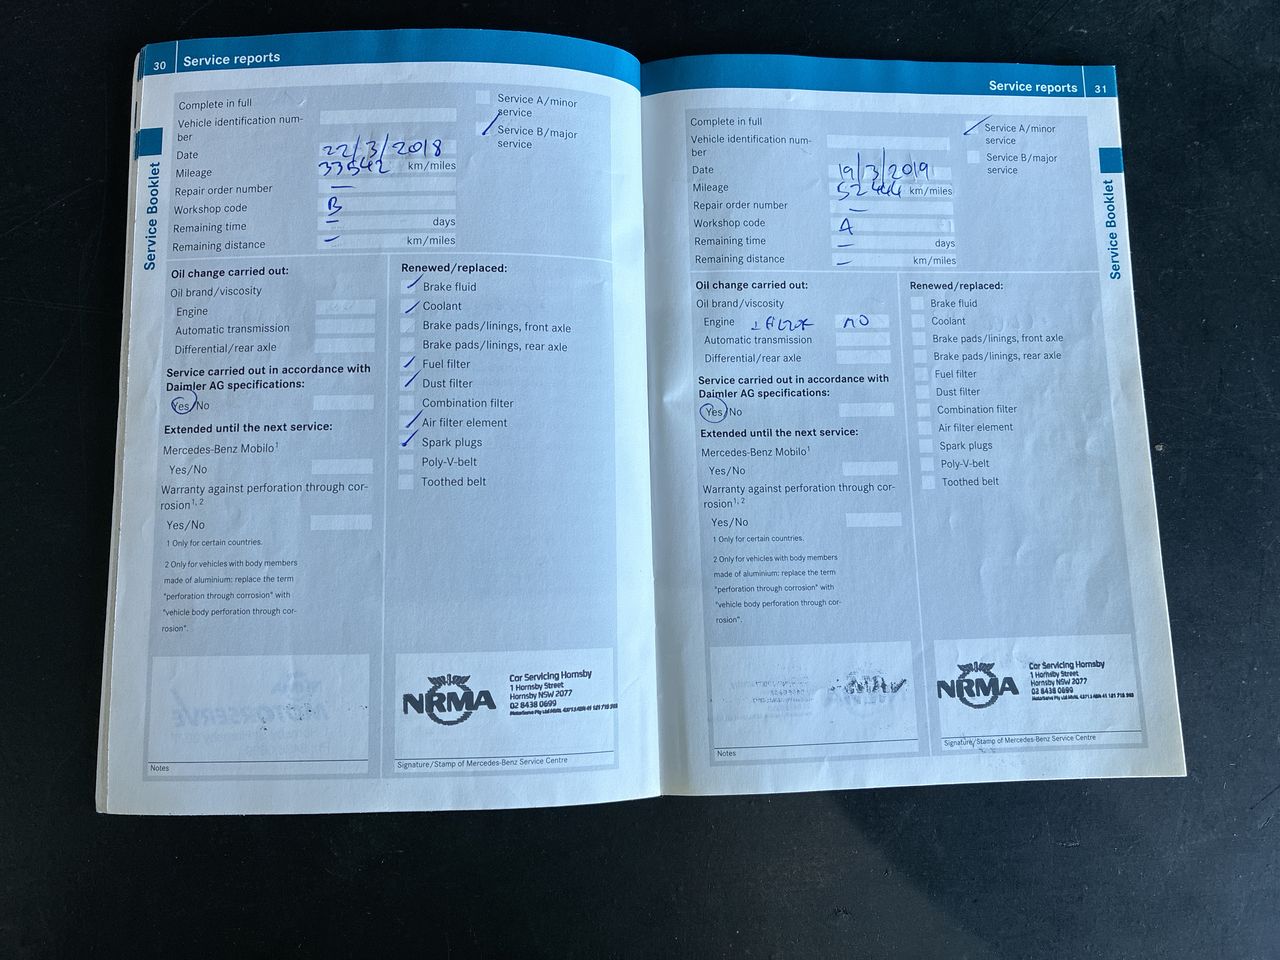 30 Service reports
Complete in full
Vehicle identification num-
ber
Date 22/3/2018
Mileage 33542 km/miles
Repair order number —
Workshop code B
Remaining time — days
Remaining distance — km/miles
Service A/minor
service
Service B/major
service
Service Booklet
Oil change carried out:
Oil brand/viscosity
Engine
Automatic transmission
Differential/rear axle
Service carried out in accordance with
Daimler AG specifications:
Yes/No
Extended until the next service:
Mercedes-Benz Mobilo1
Yes/No
Warranty against perforation through cor-
rosion1, 2
Yes/No
1 Only for certain countries.
2 Only for vehicles with body members
made of aluminium: replace the term
"perforation through corrosion" with
"vehicle body perforation through cor-
rosion".
Renewed/replaced:
Brake fluid
Coolant
Brake pads/linings, front axle
Brake pads/linings, rear axle
Fuel filter
Dust filter
Combination filter
Air filter element
Spark plugs
Poly-V-belt
Toothed belt
Notes
NRMA
Car Servicing Hornsby
1 Hornsby Street
Hornsby NSW 2077
02 8438 0699
Signature/Stamp of Mercedes-Benz Service Centre
Service reports 31
Complete in full
Vehicle identification num-
ber
Date 19/3/2019
Mileage 52444 km/miles
Repair order number —
Workshop code A
Remaining time — days
Remaining distance — km/miles
Service A/minor
service
Service B/major
service
Service Booklet
Oil change carried out:
Oil brand/viscosity
Engine
Automatic transmission
Differential/rear axle
Service carried out in accordance with
Daimler AG specifications:
Yes/No
Extended until the next service:
Mercedes-Benz Mobilo1
Yes/No
Warranty against perforation through cor-
rosion1, 2
Yes/No
1 Only for certain countries.
2 Only for vehicles with body members
made of aluminium: replace the term
"perforation through corrosion" with
"vehicle body perforation through cor-
rosion".
Renewed/replaced:
Brake fluid
Coolant
Brake pads/linings, front axle
Brake pads/linings, rear axle
Fuel filter
Dust filter
Combination filter
Air filter element
Spark plugs
Poly-V-belt
Toothed belt
Notes
NRMA
Car Servicing Hornsby
1 Hornsby Street
Hornsby NSW 2077
02 8438 0699
Signature/Stamp of Mercedes-Benz Service Centre